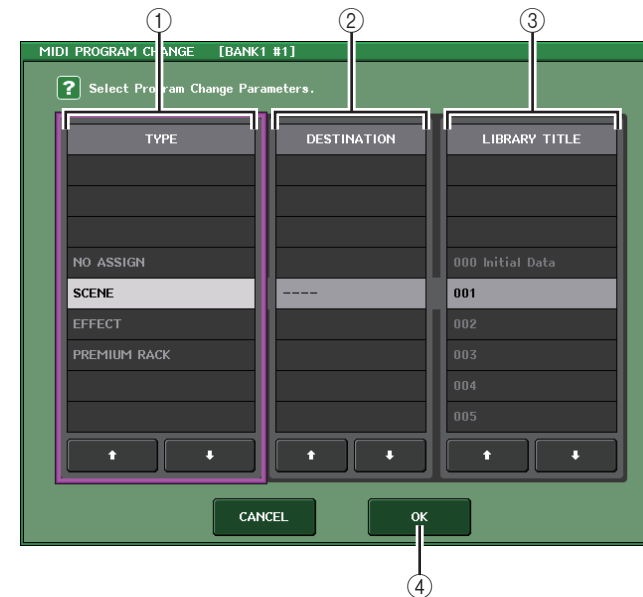 ① ② ③
MIDI PROGRAM CHANGE [BANK1 #1]
? Select Program Change Parameters.
TYPE DESTINATION LIBRARY TITLE
NO ASSIGN 000 Initial Data
SCENE ---- 001
EFFECT 002
PREMIUM RACK 003
004
005
CANCEL OK
④